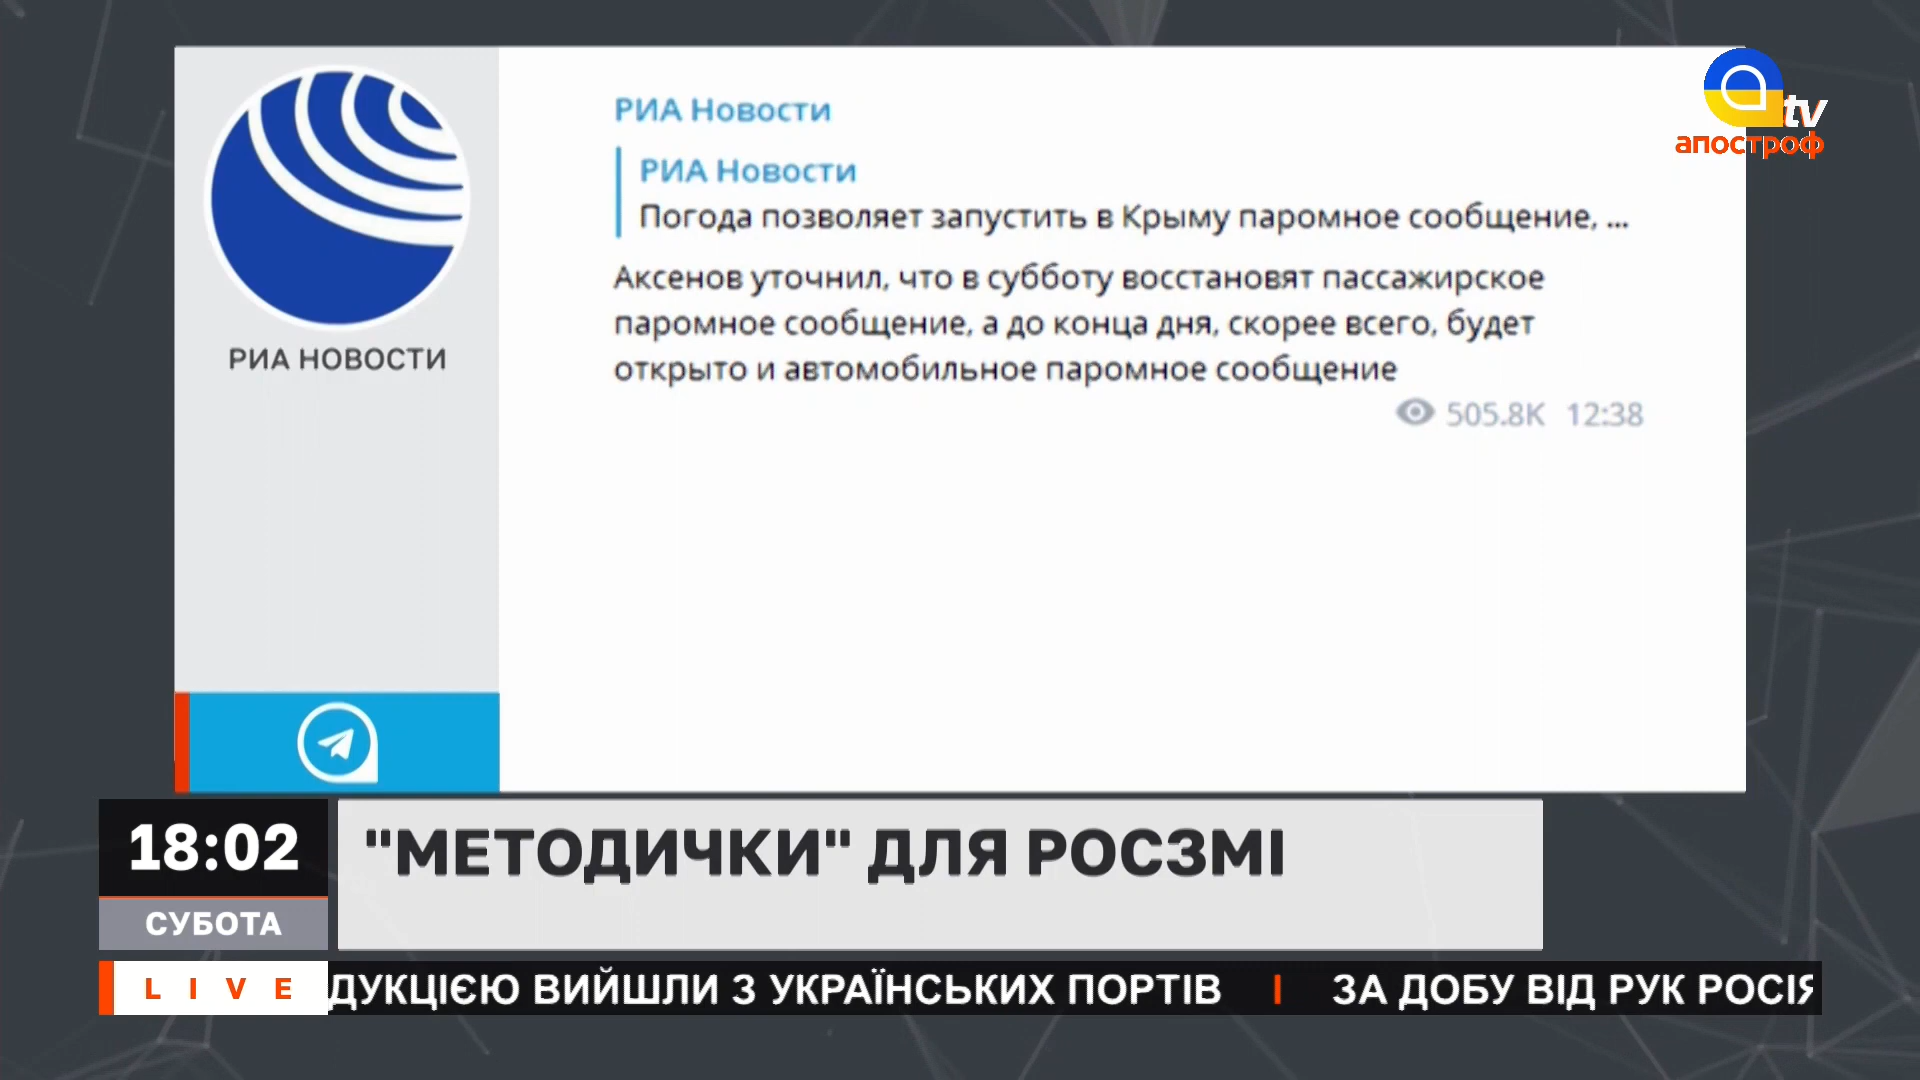 РИА Новости
РИА Новости
Погода позволяет запустить в Крыму паромное сообщение, ...
Аксенов уточнил, что в субботу восстановят пассажирское
паромное сообщение, а до конца дня, скорее всего, будет
открыто и автомобильное паромное сообщение
505.8K 12:38
РИА НОВОСТИ
tv
апостроф
18:02
СУБОТА
"МЕТОДИЧКИ" ДЛЯ РОСЗМІ
LIVE
ДУКЦІЄЮ ВИЙШЛИ З УКРАЇНСЬКИХ ПОРТІВ I ЗА ДОБУ ВІД РУК РОСІЯ